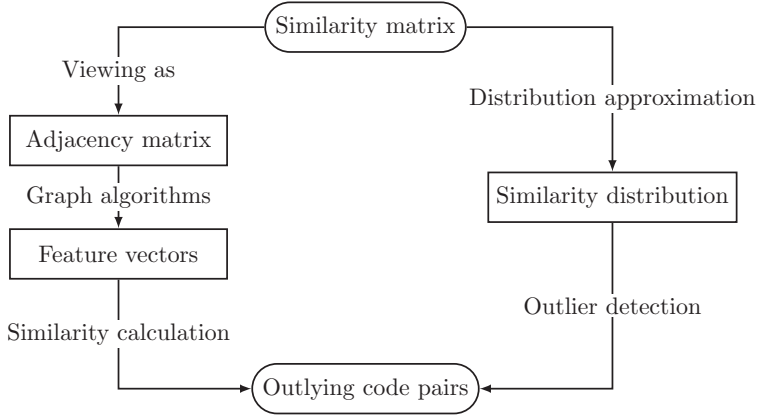 Similarity matrix
Viewing as
Distribution approximation
Adjacency matrix
Graph algorithms
Similarity distribution
Feature vectors
Outlier detection
Similarity calculation
Outlying code pairs